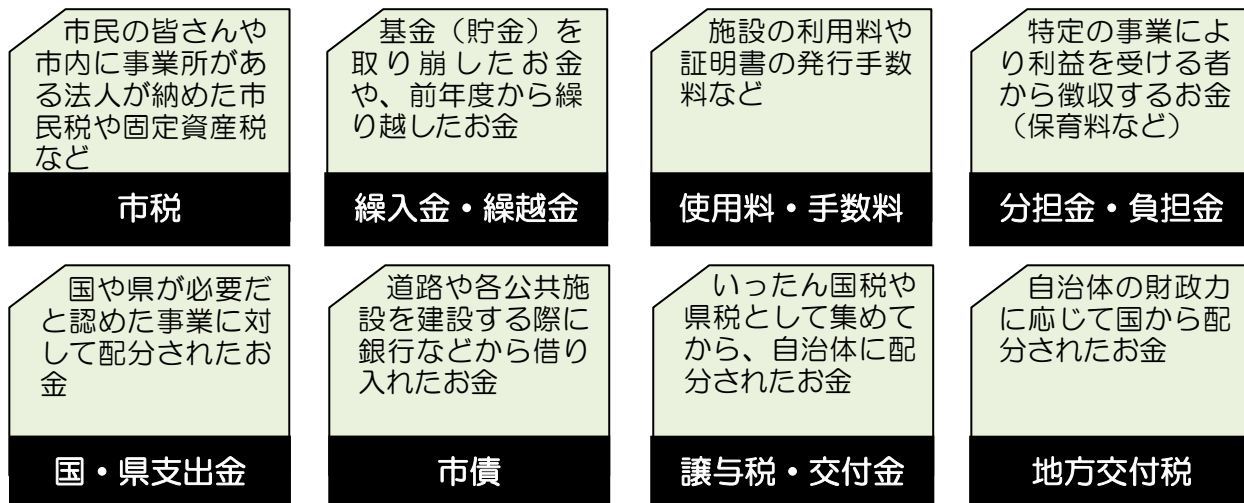 市民の皆さんや
市内に事業所があ
る法人が納めた市
民税や固定資産税
など
市税
基金（貯金）を
取り崩したお金
や、前年度から繰
り越したお金
繰入金・繰越金
施設の利用料や
証明書の発行手数
料など
使用料・手数料
特定の事業によ
り利益を受ける者
から徴収するお金
（保育料など）
分担金・負担金
国や県が必要だ
と認めた事業に対
して配分されたお
金
国・県支出金
道路や各公共施
設を建設する際に
銀行などから借り
入れたお金
市債
いったん国税や
県税として集めて
から、自治体に配
分されたお金
譲与税・交付金
自治体の財政力
に応じて国から配
分されたお金
地方交付税